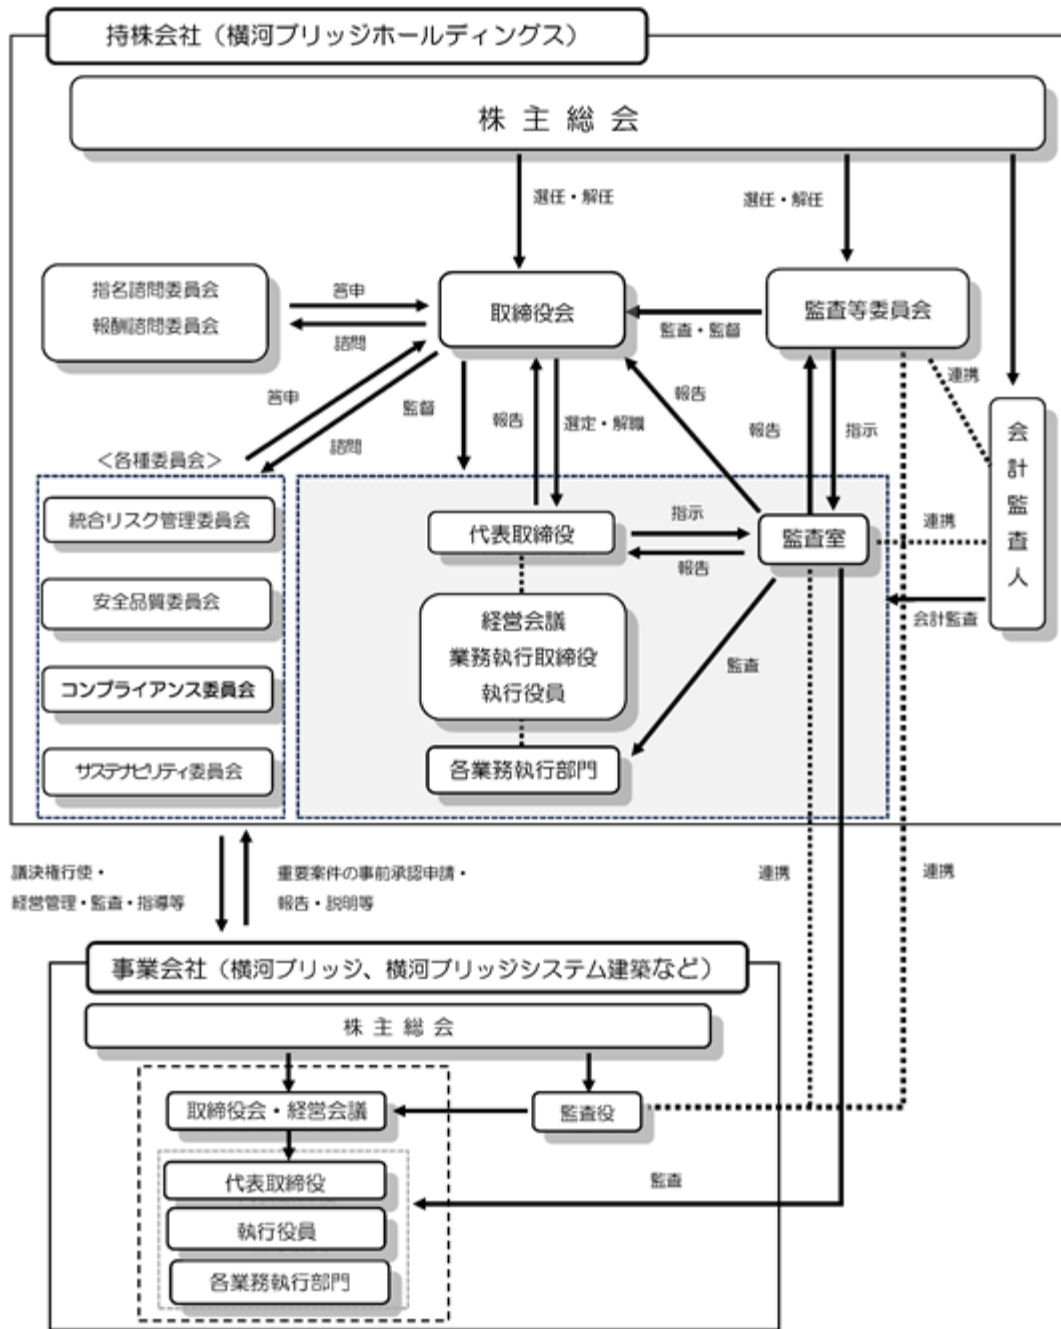 持株会社（横河ブリッジホールディングス）
株主総会
選任・解任
選任・解任
指名諮問委員会
報酬諮問委員会
答申
諮問
取締役会
監査・監督
監査等委員会
連携
答申
諮問
監督
報告
選定・解職
報告
報告
指示
会計監査人
＜各種委員会＞
統合リスク管理委員会
安全品質委員会
コンプライアンス委員会
サステナビリティ委員会
代表取締役
指示
報告
監査室
連携
会計監査
経営会議
業務執行取締役
執行役員
監査
各業務執行部門
議決権行使・
経営管理・監査・指導等
重要案件の事前承認申請・
報告・説明等
連携
連携
事業会社（横河ブリッジ、横河ブリッジシステム建築など）
株主総会
取締役会・経営会議
監査役
代表取締役
執行役員
各業務執行部門
監査